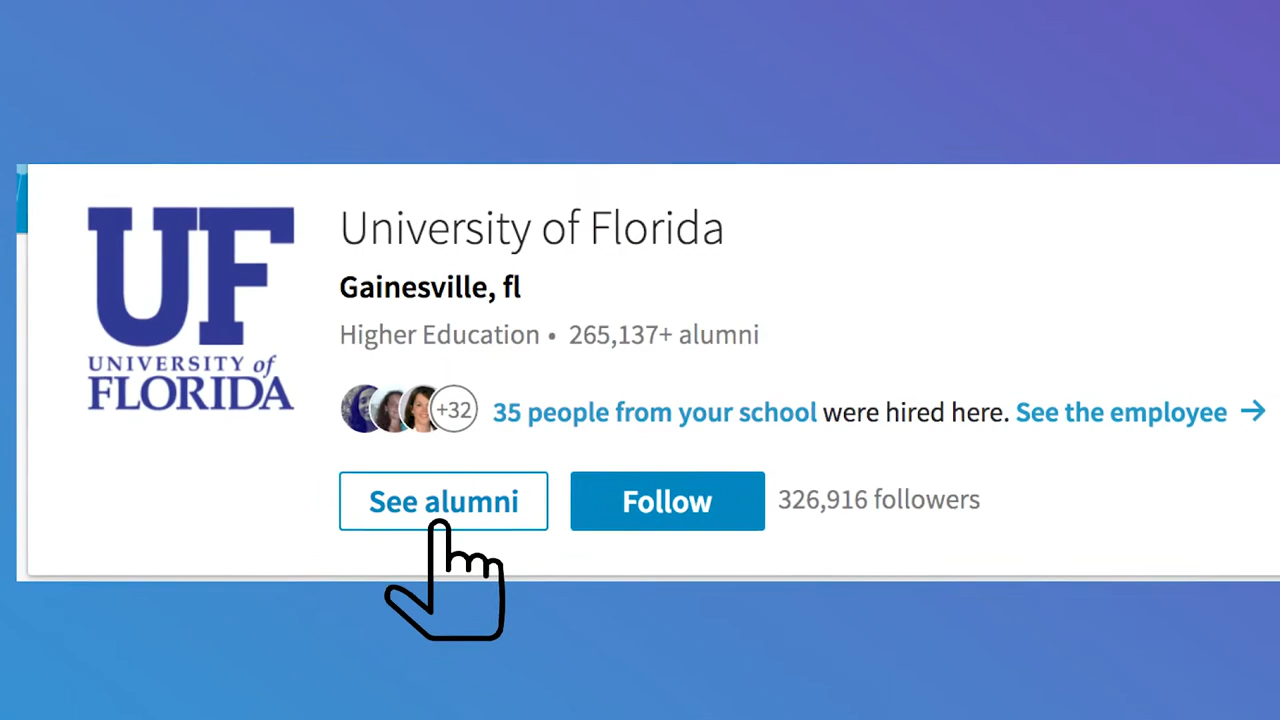 UF
UNIVERSITY of
FLORIDA
University of Florida
Gainesville, fl
Higher Education • 265,137+ alumni
+32 35 people from your school were hired here. See the employee →
See alumni Follow 326,916 followers